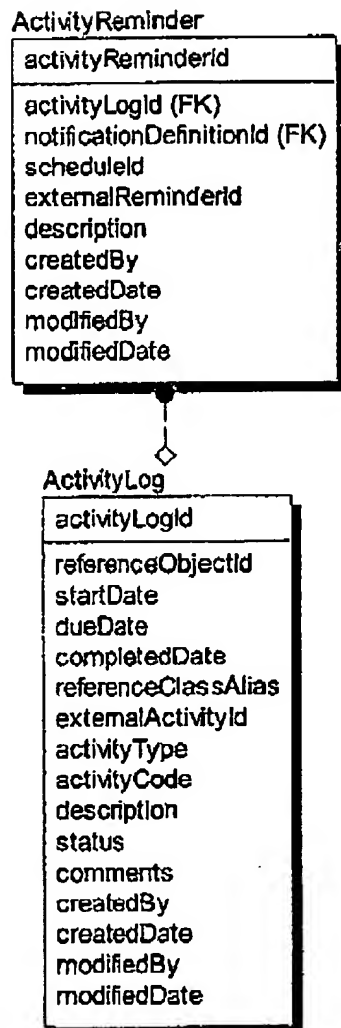 ActivityReminder
activityReminderId
activityLogId (FK)
notificationDefinitionId (FK)
scheduleId
externalReminderId
description
createdBy
createdDate
modifiedBy
modifiedDate
ActivityLog
activityLogId
referenceObjectId
startDate
dueDate
completedDate
referenceClassAlias
externalActivityId
activityType
activityCode
description
status
comments
createdBy
createdDate
modifiedBy
modifiedDate